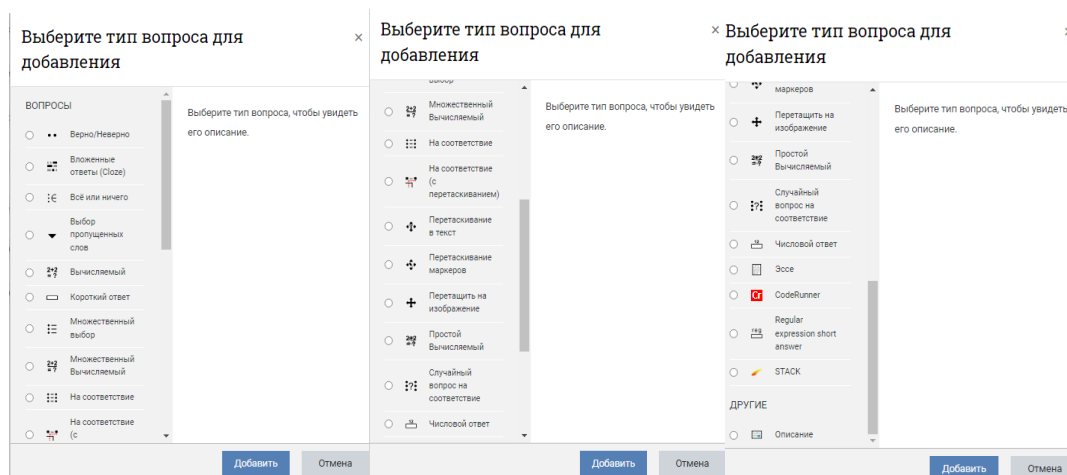 Выберите тип вопроса для
добавления
×
ВОПРОСЫ
Верно/Неверно
Вложенные
ответы (Cloze)
Всё или ничего
Выбор
пропущенных
слов
Вычисляемый
Короткий ответ
Множественный
выбор
Множественный
Вычисляемый
На соответствие
На соответствие
(с
Выберите тип вопроса, чтобы увидеть
его описание.
Добавить Отмена
Выберите тип вопроса для
добавления
×
выбор
Множественный
Вычисляемый
На соответствие
На соответствие
(с
перетаскиванием)
Перетаскивание
в текст
Перетаскивание
маркеров
Перетащить на
изображение
Простой
Вычисляемый
Случайный
вопрос на
соответствие
Числовой ответ
Выберите тип вопроса, чтобы увидеть
его описание.
Добавить Отмена
Выберите тип вопроса для
добавления
маркеров
Перетащить на
изображение
Простой
Вычисляемый
Случайный
вопрос на
соответствие
Числовой ответ
Эссе
CodeRunner
Regular
expression short
answer
STACK
ДРУГИЕ
Описание
Выберите тип вопроса, чтобы увидеть
его описание.
Добавить Отмена